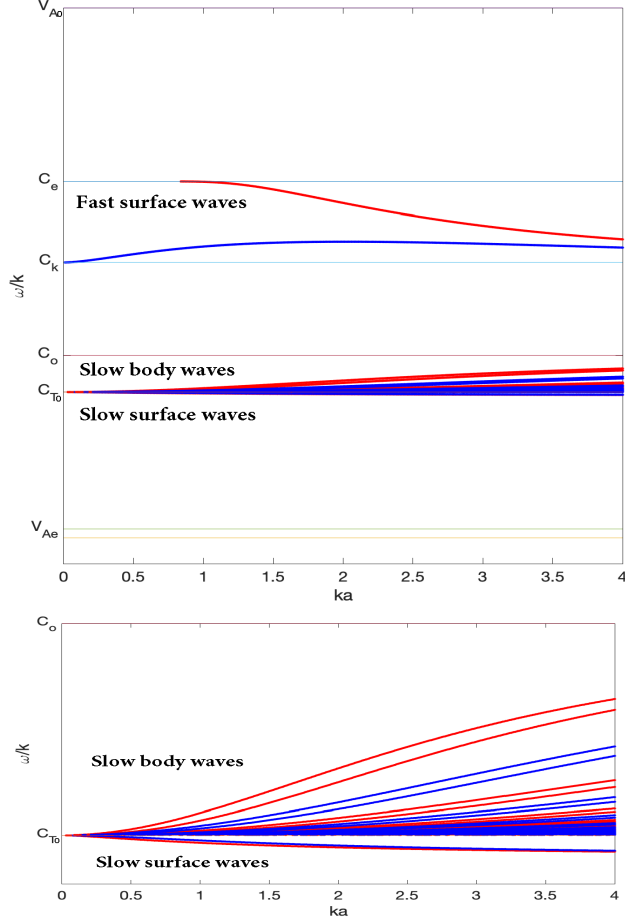 V_A0
C_e
Fast surface waves
C_k
ω/k
C_o
Slow body waves
C_T0
Slow surface waves
V_Ae
0 0.5 1 1.5 2 2.5 3 3.5 4
ka
C_o
ω/k
Slow body waves
C_T0
Slow surface waves
0 0.5 1 1.5 2 2.5 3 3.5 4
ka